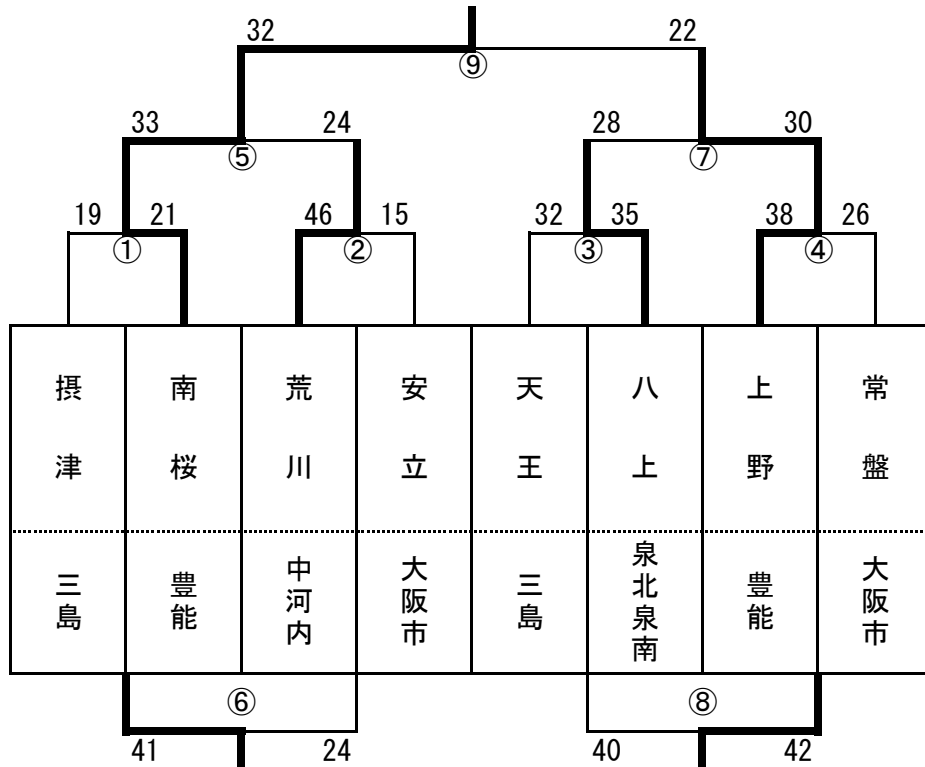 32 22
⑨
33 24 28 30
⑤ ⑦
19 21 46 15 32 35 38 26
① ② ③ ④
摂津 南桜 荒川 安立 天王 八上 上野 常盤
三島 豊能 中河内 大阪市 三島 泉北泉南 豊能 大阪市
⑥ ⑧
41 24 40 42